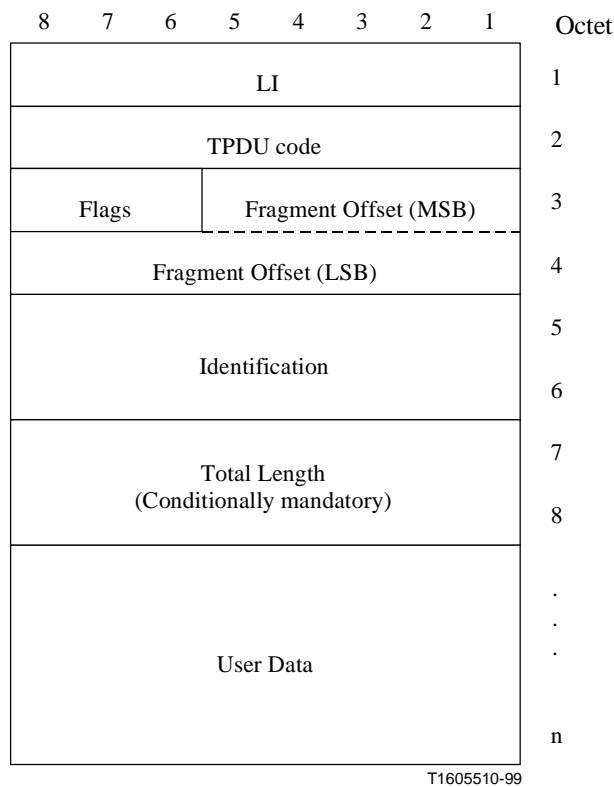 8 7 6 5 4 3 2 1 Octet
LI 1
TPDU code 2
Flags Fragment Offset (MSB) 3
Fragment Offset (LSB) 4
5
Identification
6
7
Total Length
(Conditionally mandatory)
8
.
.
.
User Data
n
T1605510-99